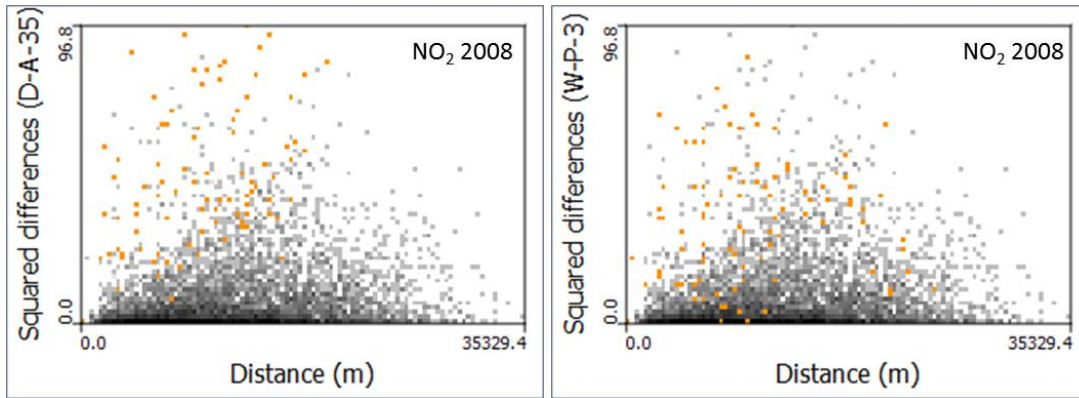 Squared differences (D-A-35)
96.8
0.0
NO₂ 2008
0.0
35329.4
Distance (m)
Squared differences (W-P-3)
96.8
0.0
NO₂ 2008
0.0
35329.4
Distance (m)